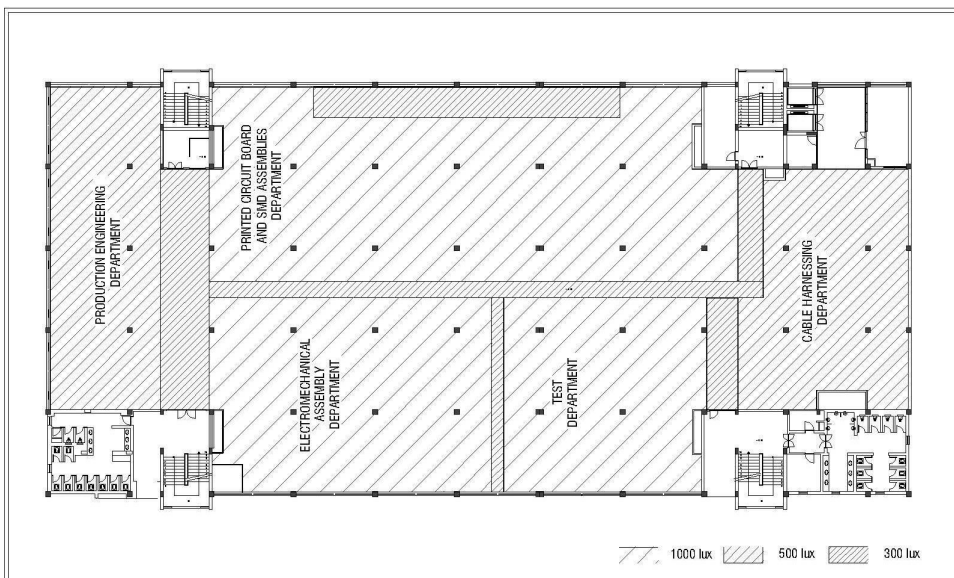 PRODUCTION ENGINEERING
DEPARTMENT
PRINTED CIRCUIT BOARD
AND SMD ASSEMBLIES
DEPARTMENT
ELECTROMECHANICAL
ASSEMBLY
DEPARTMENT
TEST
DEPARTMENT
CABLE HARNESSING
DEPARTMENT
1000 lux
500 lux
300 lux